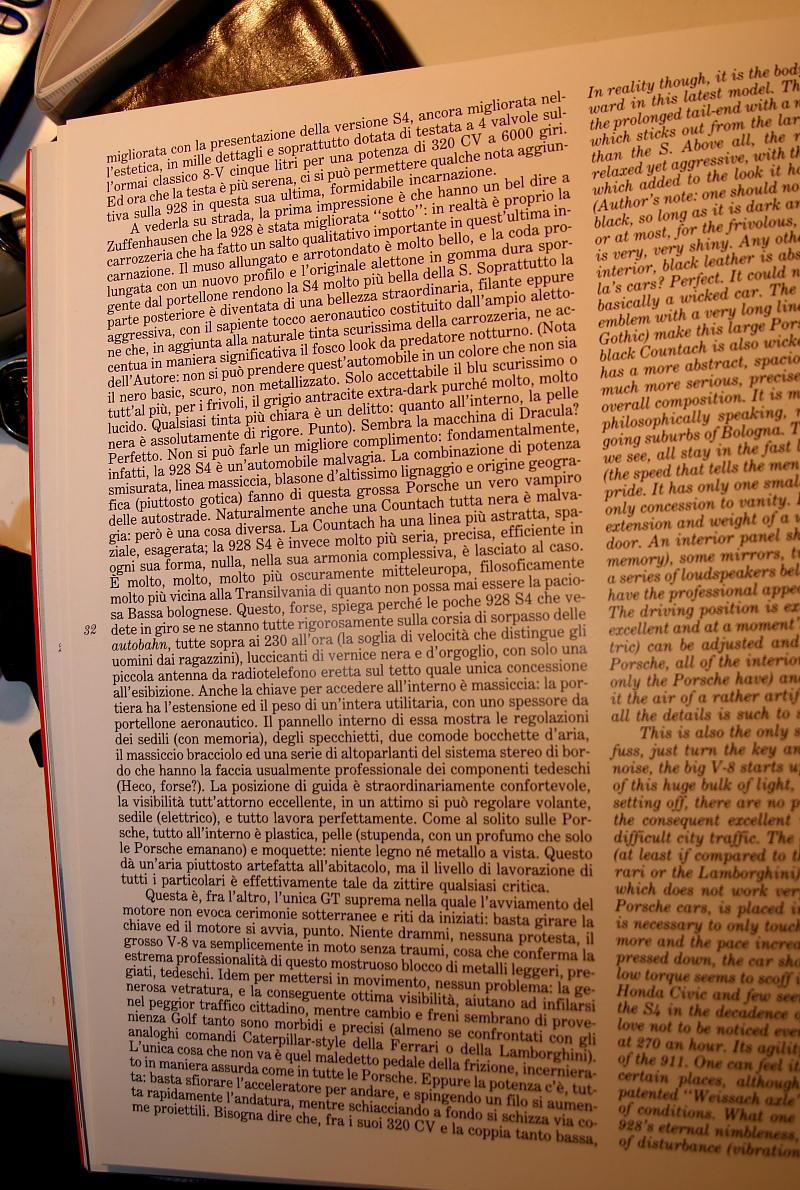 migliorata con la presentazione della versione S4, ancora migliorata nel-
l'estetica, in mille dettagli e soprattutto dotata di testata a 4 valvole sul-
l'ormai classico 8-V cinque litri per una potenza di 320 CV a 6000 giri.
Ed ora che la testa è più serena, ci si può permettere qualche nota aggiun-
tiva sulla 928 in questa sua ultima, formidabile incarnazione.
A vederla su strada, la prima impressione è che hanno un bel dire a
Zuffenhausen che la 928 è stata migliorata “sotto”: in realtà è proprio la
carrozzeria che ha fatto un salto qualitativo importante in quest'ultima in-
carnazione. Il muso allungato e arrotondato è molto bello, e la coda pro-
lungata con un nuovo profilo e l'originale alettone in gomma dura spor-
gente dal portellone rendono la S4 molto più bella della S. Soprattutto la
parte posteriore è diventata di una bellezza straordinaria, filante eppure
aggressiva, con il sapiente tocco aeronautico costituito dall'ampio aletto-
ne che, in aggiunta alla naturale tinta scurissima della carrozzeria, ne ac-
centua in maniera significativa il fosco look da predatore notturno. (Nota
dell'Autore: non si può prendere quest'automobile in un colore che non sia
il nero basic, scuro, non metallizzato. Solo accettabile il blu scurissimo o
tutt'al più, per i frivoli, il grigio antracite extra-dark purché molto, molto
lucido. Qualsiasi tinta più chiara è un delitto: quanto all'interno, la pelle
nera è assolutamente di rigore. Punto). Sembra la macchina di Dracula?
Perfetto. Non si può farle un migliore complimento: fondamentalmente,
infatti, la 928 S4 è un'automobile malvagia. La combinazione di potenza
smisurata, linea massiccia, blasone d'altissimo lignaggio e origine geogra-
fica (piuttosto gotica) fanno di questa grossa Porsche un vero vampiro
delle autostrade. Naturalmente anche una Countach tutta nera è malva-
gia: però è una cosa diversa. La Countach ha una linea più astratta, spa-
ziale, esagerata; la 928 S4 è invece molto più seria, precisa, efficiente in
ogni sua forma, nulla, nella sua armonia complessiva, è lasciato al caso.
È molto, molto, molto più oscuramente mitteleuropa, filosoficamente
molto più vicina alla Transilvania di quanto non possa mai essere la pacio-
sa Bassa bolognese. Questo, forse, spiega perché le poche 928 S4 che ve-
dete in giro se ne stanno tutte rigorosamente sulla corsia di sorpasso delle
autobahn, tutte sopra ai 230 all'ora (la soglia di velocità che distingue gli
uomini dai ragazzini), luccicanti di vernice nera e d'orgoglio, con solo una
piccola antenna da radiotelefono eretta sul tetto quale unica concessione
all'esibizione. Anche la chiave per accedere all'interno è massiccia: la por-
tiera ha l'estensione ed il peso di un'intera utilitaria, con uno spessore da
portellone aeronautico. Il pannello interno di essa mostra le regolazioni
dei sedili (con memoria), degli specchietti, due comode bocchette d'aria,
il massiccio bracciolo ed una serie di altoparlanti del sistema stereo di bor-
do che hanno la faccia usualmente professionale dei componenti tedeschi
(Heco, forse?). La posizione di guida è straordinariamente confortevole,
la visibilità tutt'attorno eccellente, in un attimo si può regolare volante,
sedile (elettrico), e tutto lavora perfettamente. Come al solito sulle Por-
sche, tutto all'interno è plastica, pelle (stupenda, con un profumo che solo
le Porsche emanano) e moquette: niente legno né metallo a vista. Questo
dà un'aria piuttosto artefatta all'abitacolo, ma il livello di lavorazione di
tutti i particolari è effettivamente tale da zittire qualsiasi critica.
Questa è, fra l'altro, l'unica GT suprema nella quale l'avviamento del
motore non evoca cerimonie sotterranee e riti da iniziati: basta girare la
chiave ed il motore si avvia, punto. Niente drammi, nessuna protesta, il
grosso V-8 va semplicemente in moto senza traumi, cosa che conferma la
estrema professionalità di questo mostruoso blocco di metalli leggeri, pre-
giati, tedeschi. Idem per mettersi in movimento, nessun problema: la ge-
nerosa vetratura, e la conseguente ottima visibilità, aiutano ad infilarsi
nel peggior traffico cittadino, mentre cambio e freni sembrano di prove-
nienza Golf tanto sono morbidi e precisi (almeno se confrontati con gli
analoghi comandi Caterpillar-style della Ferrari o della Lamborghini).
L'unica cosa che non va è quel maledetto pedale della frizione, incerniera-
to in maniera assurda come in tutte le Porsche. Eppure la potenza c'è, tut-
ta: basta sfiorare l'acceleratore per andare, e spingendo un filo si aumen-
ta rapidamente l'andatura, mentre schiacciando a fondo si schizza via co-
me proiettili. Bisogna dire che, fra i suoi 320 CV e la coppia tanto bassa,
32
In reality though, it is the bod
ward in this latest model. Th
the prolonged tail-end with a
which sticks out from the lar
than the S. Above all, the
relaxed yet aggressive, with th
which added to the look it h
(Author's note: one should no
black, so long as it is dark an
or at most, for the frivolous,
is very, very shiny. Any oth
interior, black leather is abs
la's cars? Perfect. It could n
basically a wicked car. The
emblem with a very long lin
Gothic) make this large Pors
black Countach is also wick
has a more abstract, spacio
much more serious, precise
overall composition. It is m
philosophically speaking,
going suburbs of Bologna. T
we see, all stay in the fast l
(the speed that tells the men
pride. It has only one smal
only concession to vanity.
extension and weight of a
door. An interior panel sh
memory), some mirrors, t
a series of loudspeakers bel
have the professional appe
The driving position is ex
excellent and at a moment'
tric) can be adjusted and
Porsche, all of the interio
only the Porsche have) an
it the air of a rather artif
all the details is such to s
This is also the only s
fuss, just turn the key an
noise, the big V-8 starts u
of this huge bulk of light,
setting off, there are no p
the consequent excellent
difficult city traffic. The
(at least if compared to t
rari or the Lamborghini)
which does not work ver
Porsche cars, is placed i
is necessary to only touc
more and the pace increa
pressed down, the car sho
low torque seems to scoff
Honda Civic and few see
the S4 in the decadence o
love not to be noticed eve
at 270 an hour. Its agilit
of the 911. One can feel it
certain places, although
patented “Weissach axle”
of conditions. What one
928's eternal nimbleness,
of disturbance (vibration